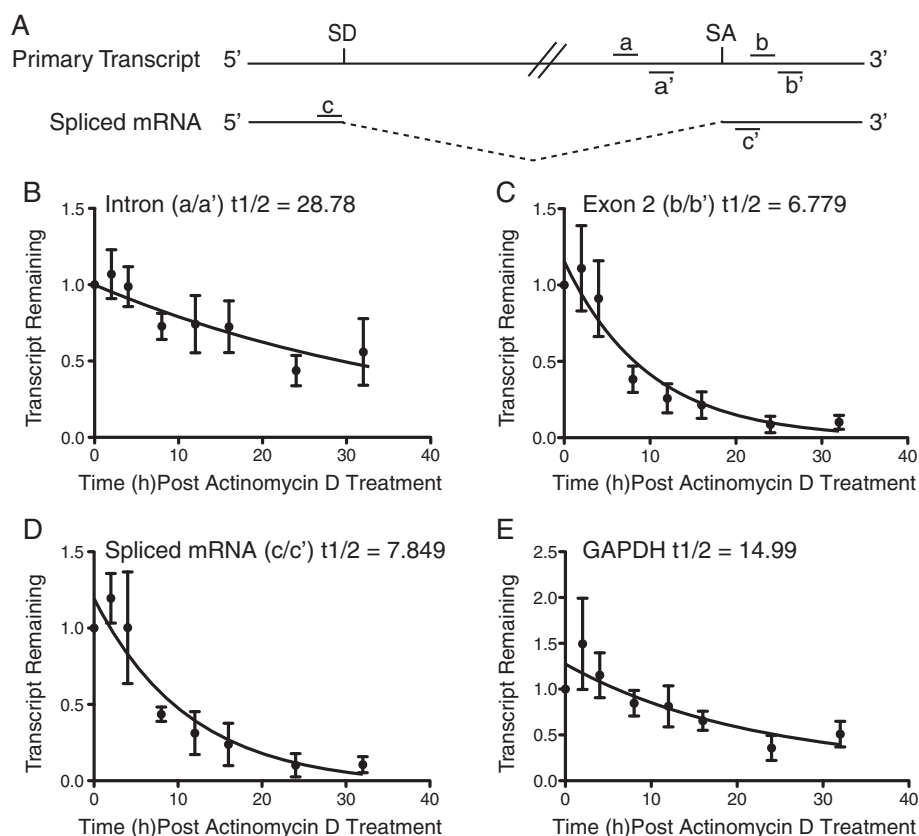 A
SD
SA
Primary Transcript 5' a b 3'
a' b'
Spliced mRNA 5' c 3'
c'
B
Intron (a/a') t1/2 = 28.78
Transcript Remaining
1.5
1.0
0.5
0.0
0 10 20 30 40
Time (h)Post Actinomycin D Treatment
C
Exon 2 (b/b') t1/2 = 6.779
Transcript Remaining
1.5
1.0
0.5
0.0
0 10 20 30 40
Time (h)Post Actinomycin D Treatment
D
Spliced mRNA (c/c') t1/2 = 7.849
Transcript Remaining
1.5
1.0
0.5
0.0
0 10 20 30 40
Time (h)Post Actinomycin D Treatment
E
GAPDH t1/2 = 14.99
Transcript Remaining
2.5
2.0
1.5
1.0
0.5
0.0
0 10 20 30 40
Time (h)Post Actinomycin D Treatment